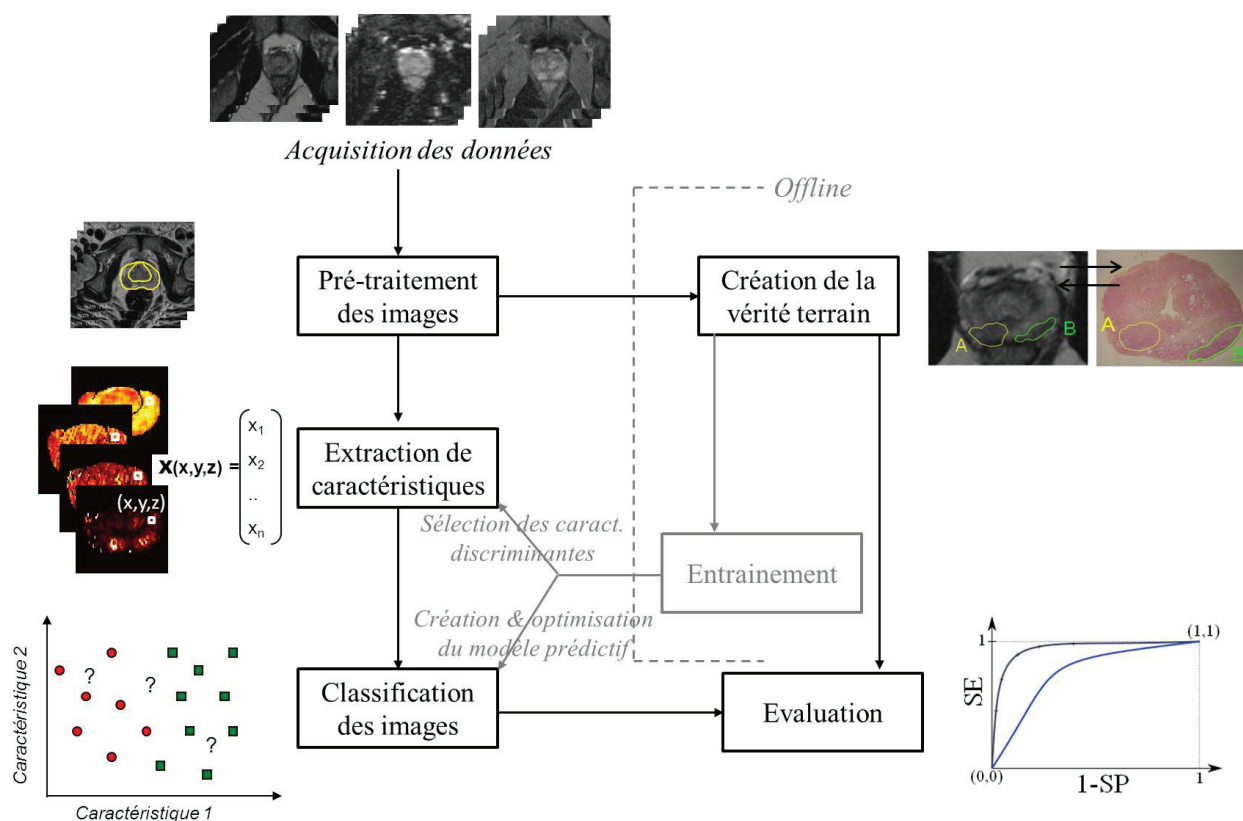 Acquisition des données
Offline
Pré-traitement
des images
Création de la
vérité terrain
A
B
A
B
X(x,y,z) =
x1
x2
..
xn
(x,y,z)
Extraction de
caractéristiques
Sélection des caract.
discriminantes
Entrainement
Création & optimisation
du modèle prédictif
Classification
des images
Evaluation
Caractéristique 2
?
?
?
Caractéristique 1
1
(1,1)
SE
(0,0)
1-SP
1